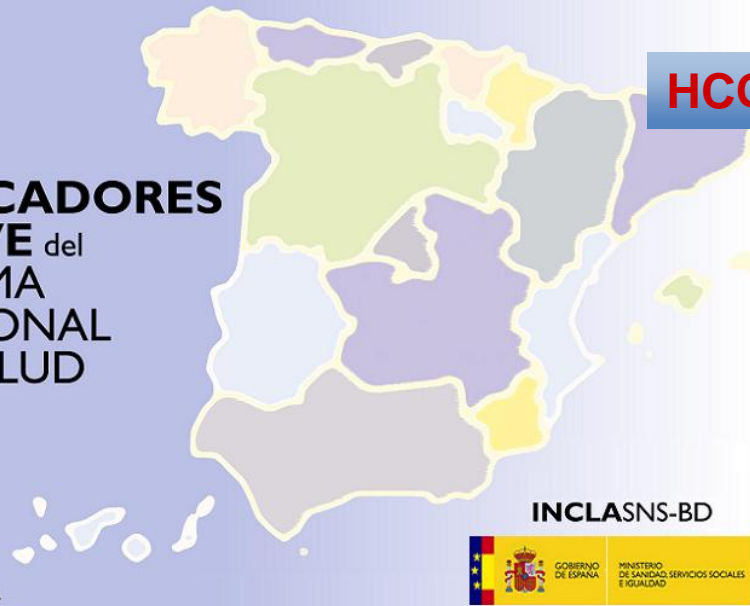 HCC
CADORES
VE del
MA
ONAL
LUD
INCLASNS-BD
GOBIERNO
DE ESPAÑA
MINISTERIO
DE SANIDAD, SERVICIOS SOCIALES
E IGUALDAD